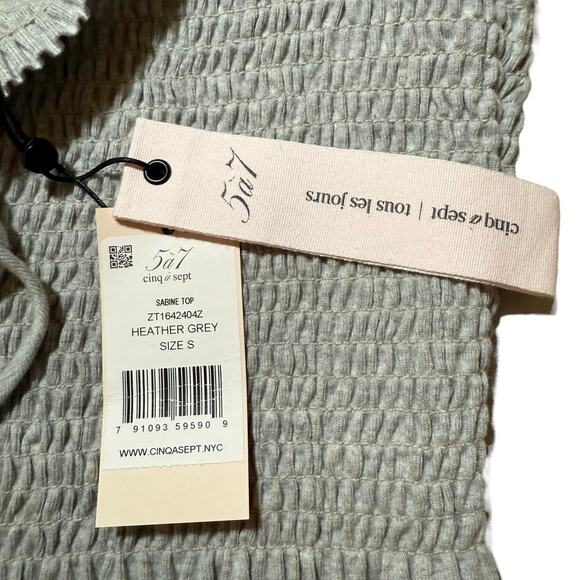 5à7
cinq à sept | tous les jours
5à7
cinq à sept
SABINE TOP
ZT1642404Z
HEATHER GREY
SIZE S
7 91093 59590 9
WWW.CINQASEPT.NYC